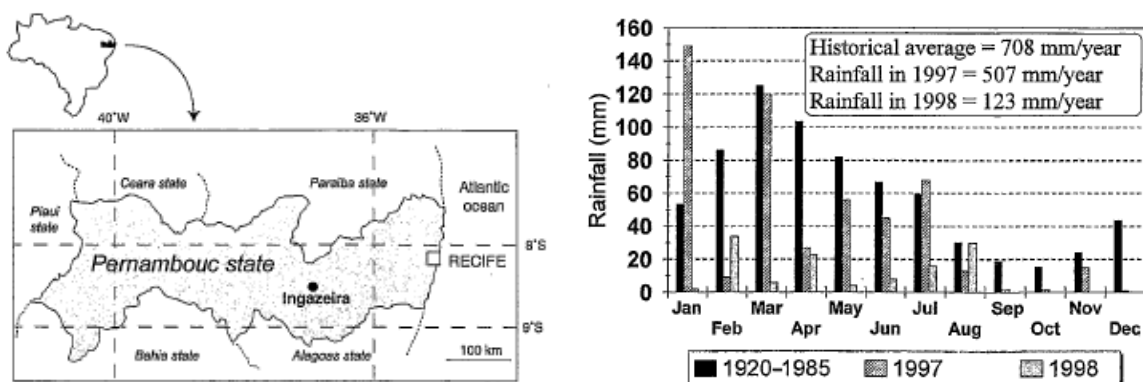 40°W
36°W
Ceara state
Paraiba state
Atlantic
ocean
Piaui
state
8°S
RECIFE
Pernambouc state
Ingazeira
9°S
Bahia state
Alagoas state
100 km
Rainfall (mm)
160
140
120
100
80
60
40
20
0
Historical average = 708 mm/year
Rainfall in 1997 = 507 mm/year
Rainfall in 1998 = 123 mm/year
Jan Mar May Jul Sep Nov
Feb Apr Jun Aug Oct Dec
1920–1985 1997 1998